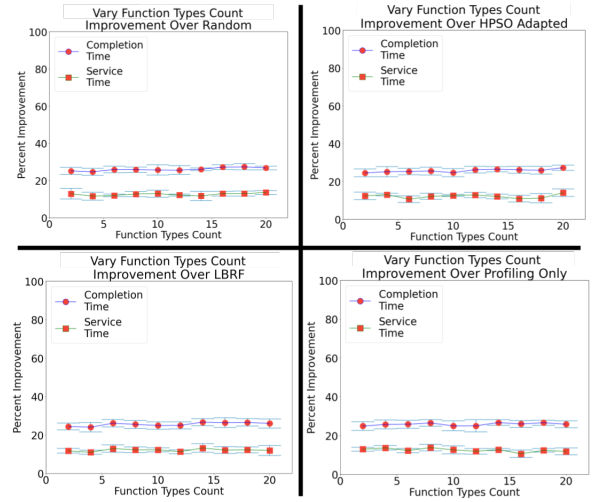 Vary Function Types Count
Improvement Over Random
100
80
60
40
20
0
Percent Improvement
Completion
Time
Service
Time
0
5
10
15
20
Function Types Count
Vary Function Types Count
Improvement Over HPSO Adapted
100
80
60
40
20
0
Percent Improvement
Completion
Time
Service
Time
0
5
10
15
20
Function Types Count
Vary Function Types Count
Improvement Over LBRF
100
80
60
40
20
0
Percent Improvement
Completion
Time
Service
Time
0
5
10
15
20
Function Types Count
Vary Function Types Count
Improvement Over Profiling Only
100
80
60
40
20
0
Percent Improvement
Completion
Time
Service
Time
0
5
10
15
20
Function Types Count